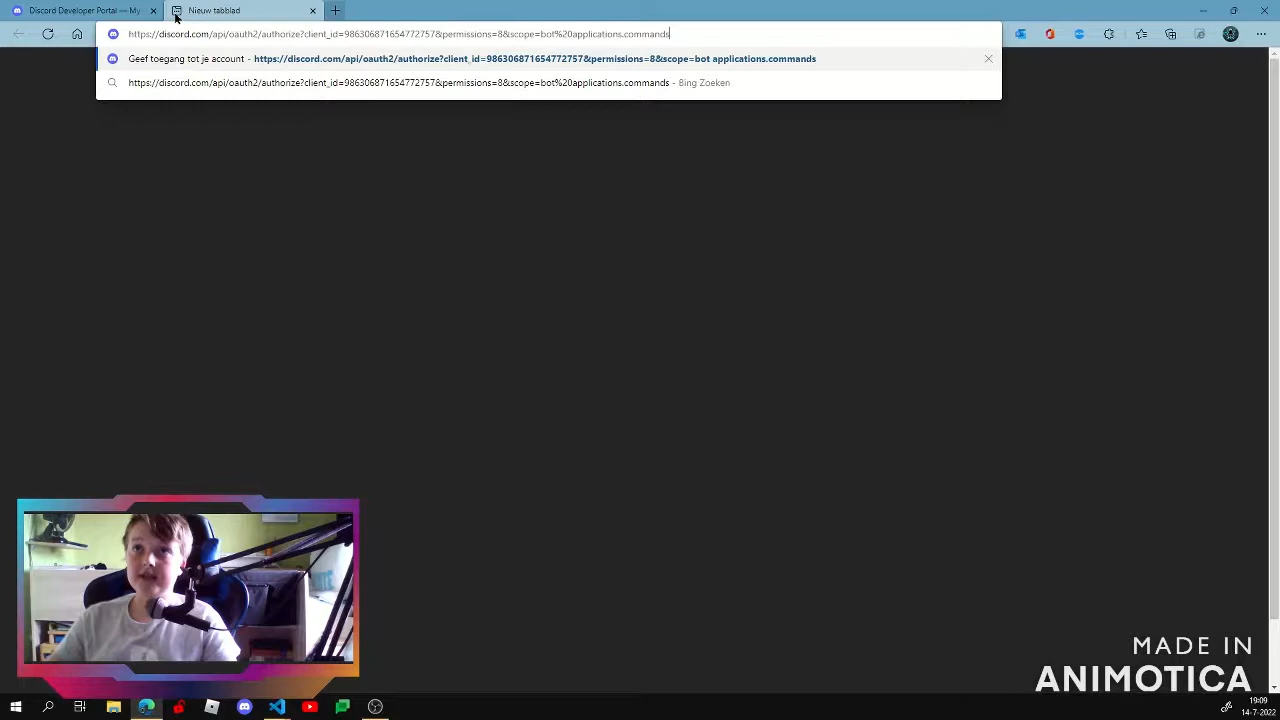 Discord Developer Portal — My
Nieuw tabblad
https://discord.com/api/oauth2/authorize?client_id=986306871654772757&permissions=8&scope=bot%20applications.commands
Geef toegang tot je account - https://discord.com/api/oauth2/authorize?client_id=986306871654772757&permissions=8&scope=bot applications.commands
https://discord.com/api/oauth2/authorize?client_id=986306871654772757&permissions=8&scope=bot%20applications.commands - Bing Zoeken
MADE IN
ANIMOTICA
19:09
14-7-2022